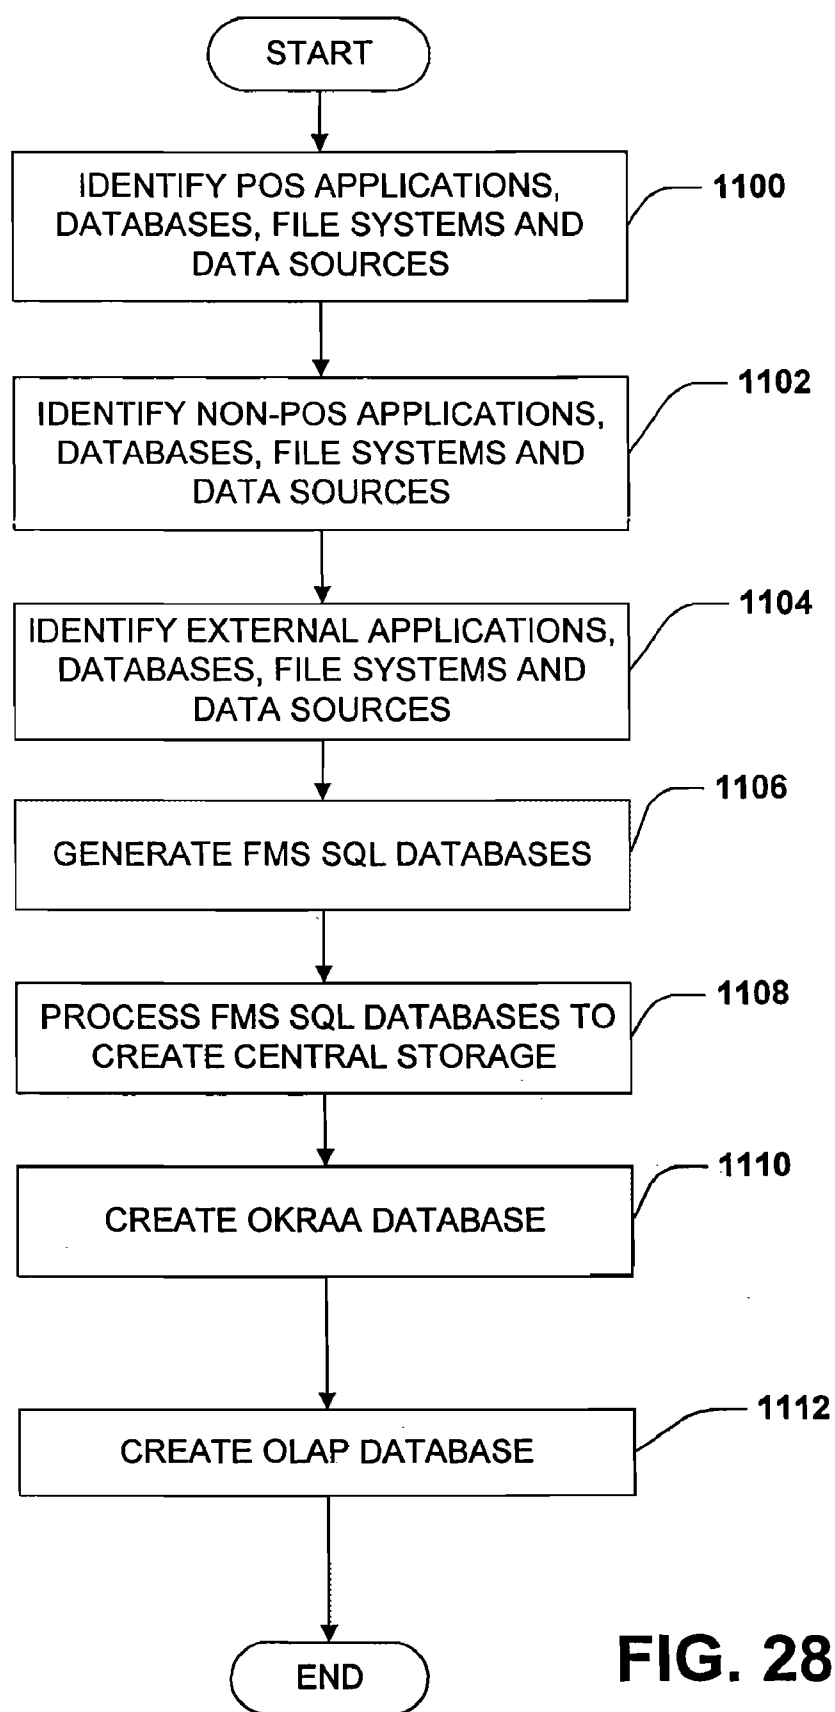 START
IDENTIFY POS APPLICATIONS,
DATABASES, FILE SYSTEMS AND
DATA SOURCES
1100
IDENTIFY NON-POS APPLICATIONS,
DATABASES, FILE SYSTEMS AND
DATA SOURCES
1102
IDENTIFY EXTERNAL APPLICATIONS,
DATABASES, FILE SYSTEMS AND
DATA SOURCES
1104
GENERATE FMS SQL DATABASES
1106
PROCESS FMS SQL DATABASES TO
CREATE CENTRAL STORAGE
1108
CREATE OKRAA DATABASE
1110
CREATE OLAP DATABASE
1112
END
FIG. 28